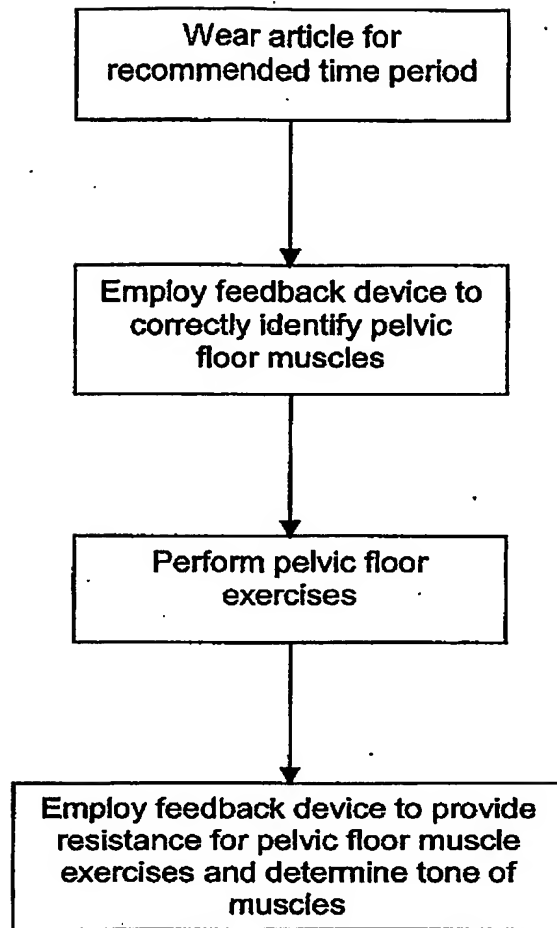 Wear article for
recommended time period
Employ feedback device to
correctly identify pelvic
floor muscles
Perform pelvic floor
exercises
Employ feedback device to provide
resistance for pelvic floor muscle
exercises and determine tone of
muscles